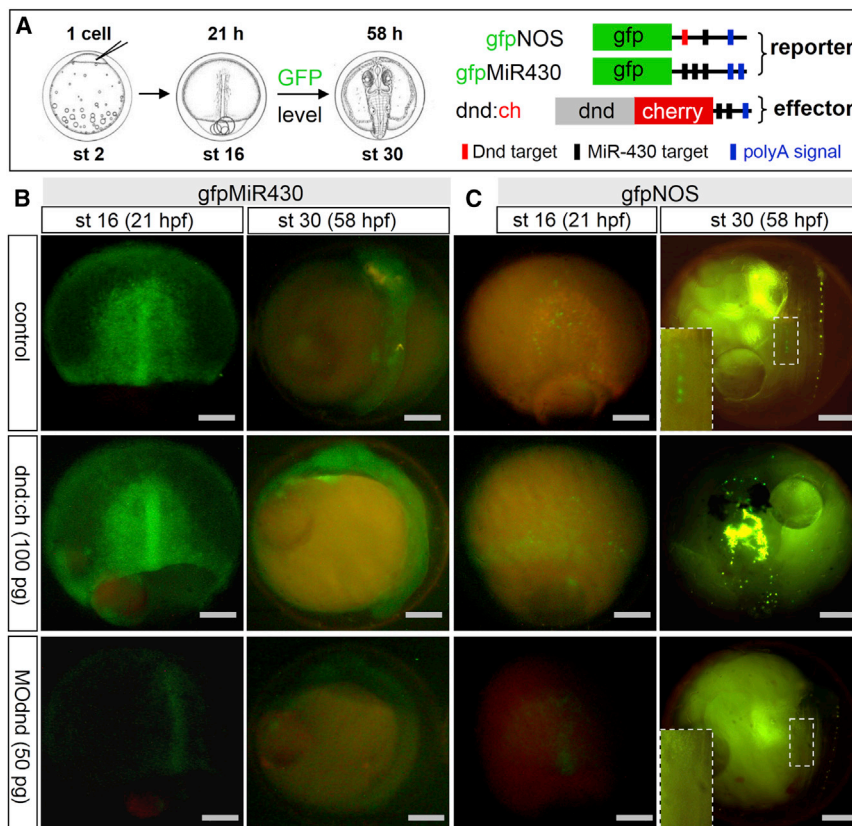 A
1 cell
21 h
58 h
GFP
level
st 2
st 16
st 30
gfpNOS
gfp
gfpMiR430
gfp
reporter
dnd:ch
dnd
cherry
effector
Dnd target
MiR-430 target
polyA signal
B
gfpMiR430
C
gfpNOS
st 16 (21 hpf)
st 30 (58 hpf)
st 16 (21 hpf)
st 30 (58 hpf)
control
dnd:ch (100 pg)
MOdnd (50 pg)